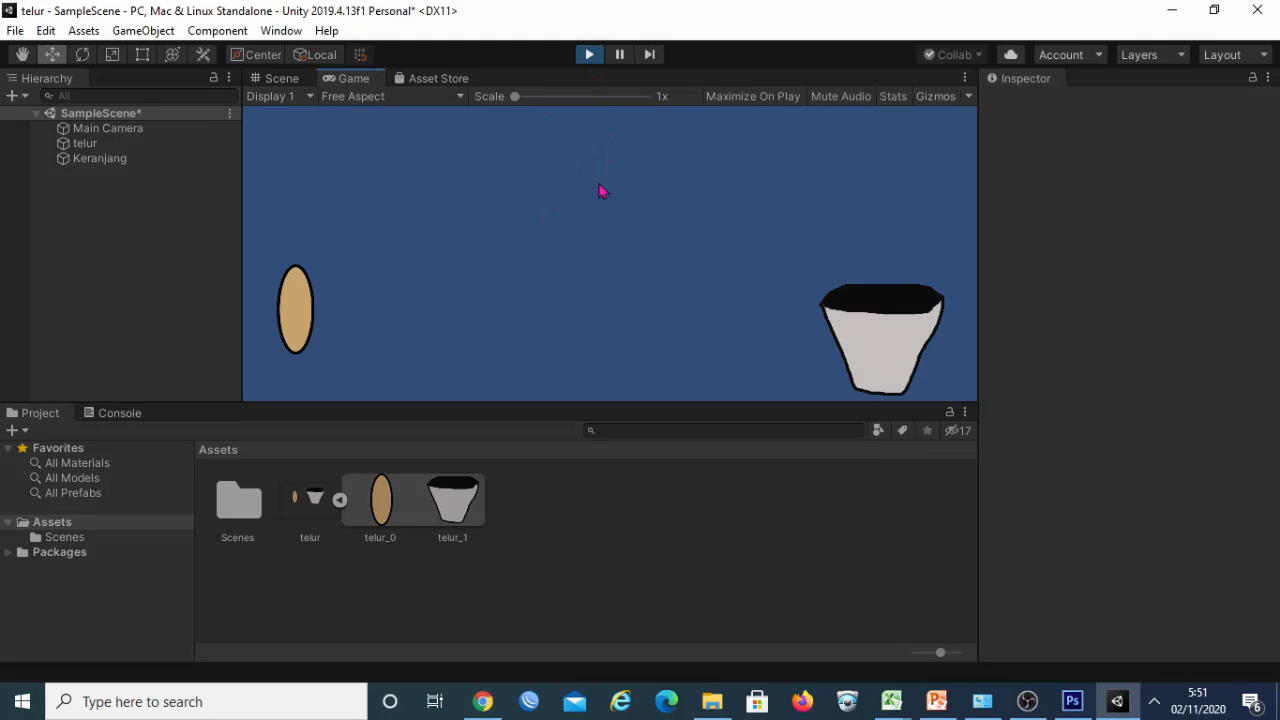 telur - SampleScene - PC, Mac & Linux Standalone - Unity 2019.4.13f1 Personal* <DX11>
File Edit Assets GameObject Component Window Help
Center Local Collab Account Layers Layout
Hierarchy Scene Game Asset Store Inspector
All Display 1 Free Aspect Scale 1x Maximize On Play Mute Audio Stats Gizmos
SampleScene*
Main Camera
telur
Keranjang
Project Console
17
Favorites Assets
All Materials
All Models
All Prefabs
Assets
Scenes
Packages
Scenes telur telur_0 telur_1
Type here to search
5:51
02/11/2020
6